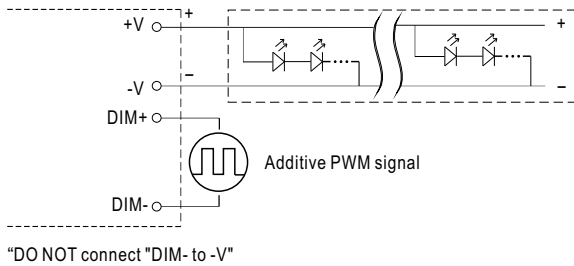 +V + +
-V – –
DIM+
Additive PWM signal
DIM-
“DO NOT connect "DIM- to -V"